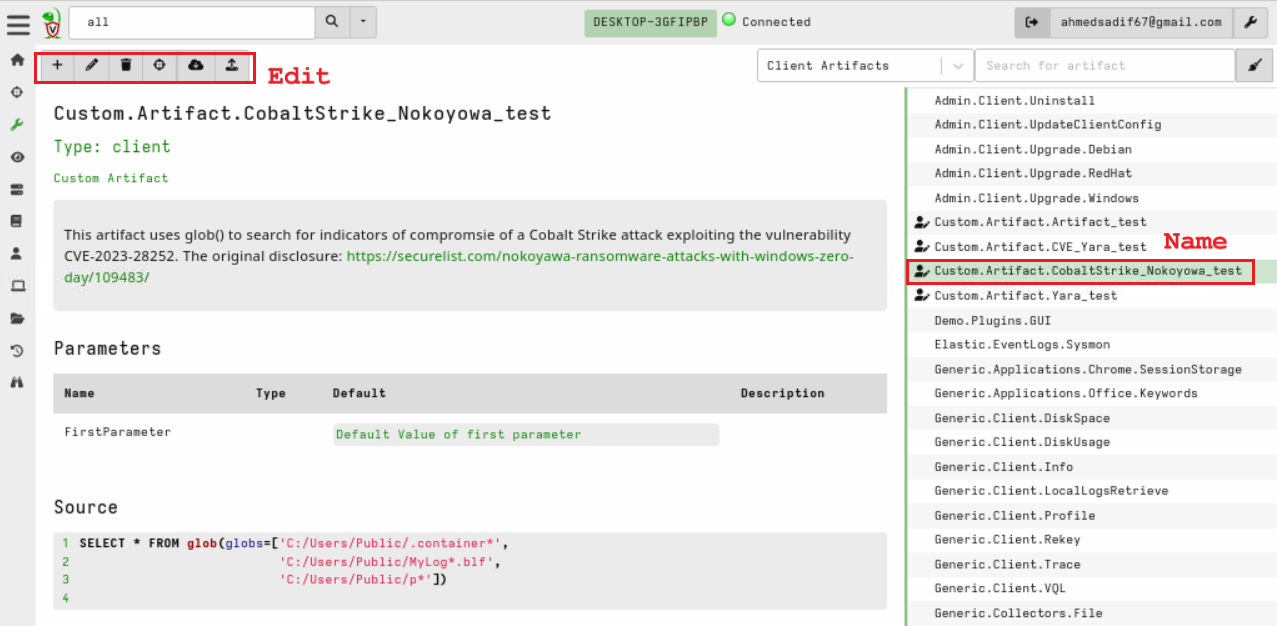 all
DESKTOP-3GFIPBP Connected
ahmedsadif67@gmail.com
Edit
Client Artifacts
Search for artifact
Custom.Artifact.CobaltStrike_Nokoyowa_test
Type: client
Custom Artifact
This artifact uses glob() to search for indicators of compromsie of a Cobalt Strike attack exploiting the vulnerability
CVE-2023-28252. The original disclosure: https://securelist.com/nokoyawa-ransomware-attacks-with-windows-zero-
day/109483/
Parameters
Name Type Default Description
FirstParameter Default Value of first parameter
Source
1 SELECT * FROM glob(globs=['C:/Users/Public/.container*',
2 'C:/Users/Public/MyLog*.blf',
3 'C:/Users/Public/p*'])
4
Admin.Client.Uninstall
Admin.Client.UpdateClientConfig
Admin.Client.Upgrade.Debian
Admin.Client.Upgrade.RedHat
Admin.Client.Upgrade.Windows
Custom.Artifact.Artifact_test
Custom.Artifact.CVE_Yara_test
Name
Custom.Artifact.CobaltStrike_Nokoyowa_test
Custom.Artifact.Yara_test
Demo.Plugins.GUI
Elastic.EventLogs.Sysmon
Generic.Applications.Chrome.SessionStorage
Generic.Applications.Office.Keywords
Generic.Client.DiskSpace
Generic.Client.DiskUsage
Generic.Client.Info
Generic.Client.LocalLogsRetrieve
Generic.Client.Profile
Generic.Client.Rekey
Generic.Client.Trace
Generic.Client.VQL
Generic.Collectors.File